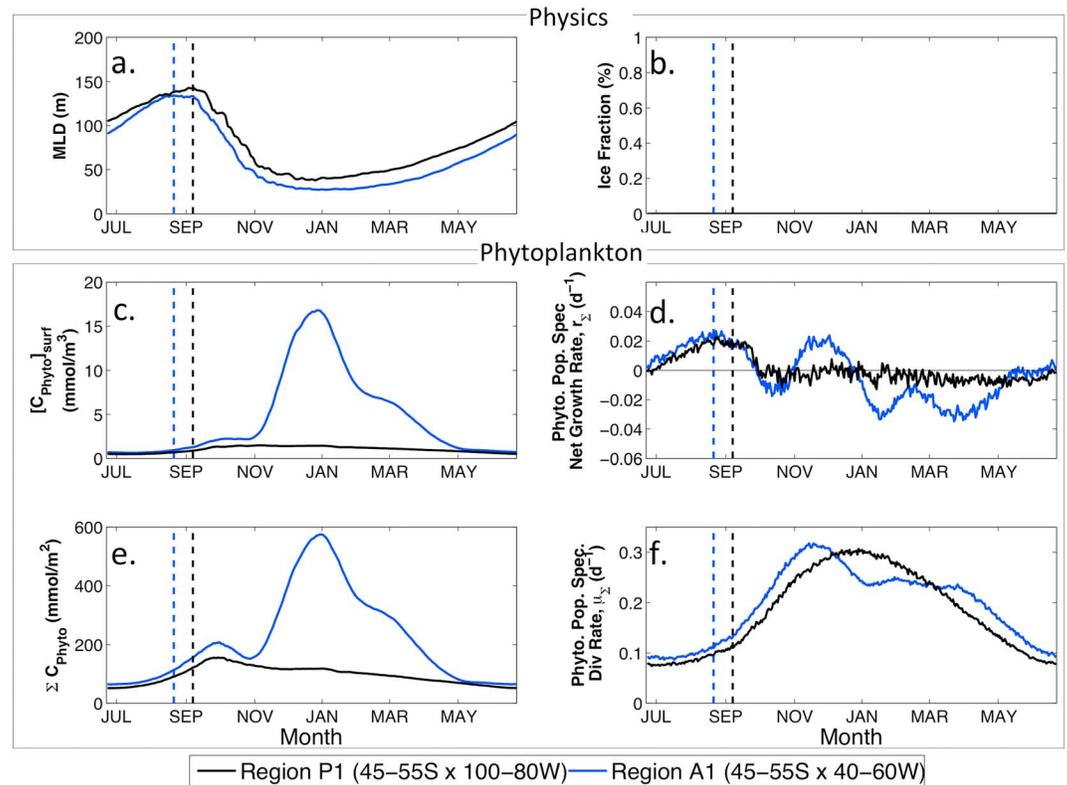 Physics
a.
MLD (m)
200
150
100
50
0
JUL SEP NOV JAN MAR MAY
b.
Ice Fraction (%)
1
0.8
0.6
0.4
0.2
0
JUL SEP NOV JAN MAR MAY
Phytoplankton
c.
[C_Phyto]^surf
(mmol/m³)
20
15
10
5
0
JUL SEP NOV JAN MAR MAY
d.
Phyto. Pop. Spec
Net Growth Rate, r_Σ (d⁻¹)
0.04
0.02
0
−0.02
−0.04
−0.06
JUL SEP NOV JAN MAR MAY
e.
Σ C_Phyto (mmol/m²)
600
400
200
0
JUL SEP NOV JAN MAR MAY
Month
f.
Phyto. Pop. Spec.
Div Rate, μ_Σ (d⁻¹)
0.3
0.2
0.1
0
JUL SEP NOV JAN MAR MAY
Month
Region P1 (45−55S x 100−80W) Region A1 (45−55S x 40−60W)